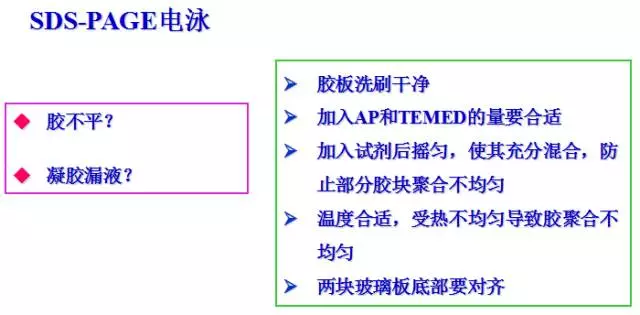 SDS-PAGE电泳
胶不平？
凝胶漏液？
胶板洗刷干净
加入AP和TEMED的量要合适
加入试剂后摇匀，使其充分混合，防
止部分胶块聚合不均匀
温度合适，受热不均匀导致胶聚合不
均匀
两块玻璃板底部要对齐